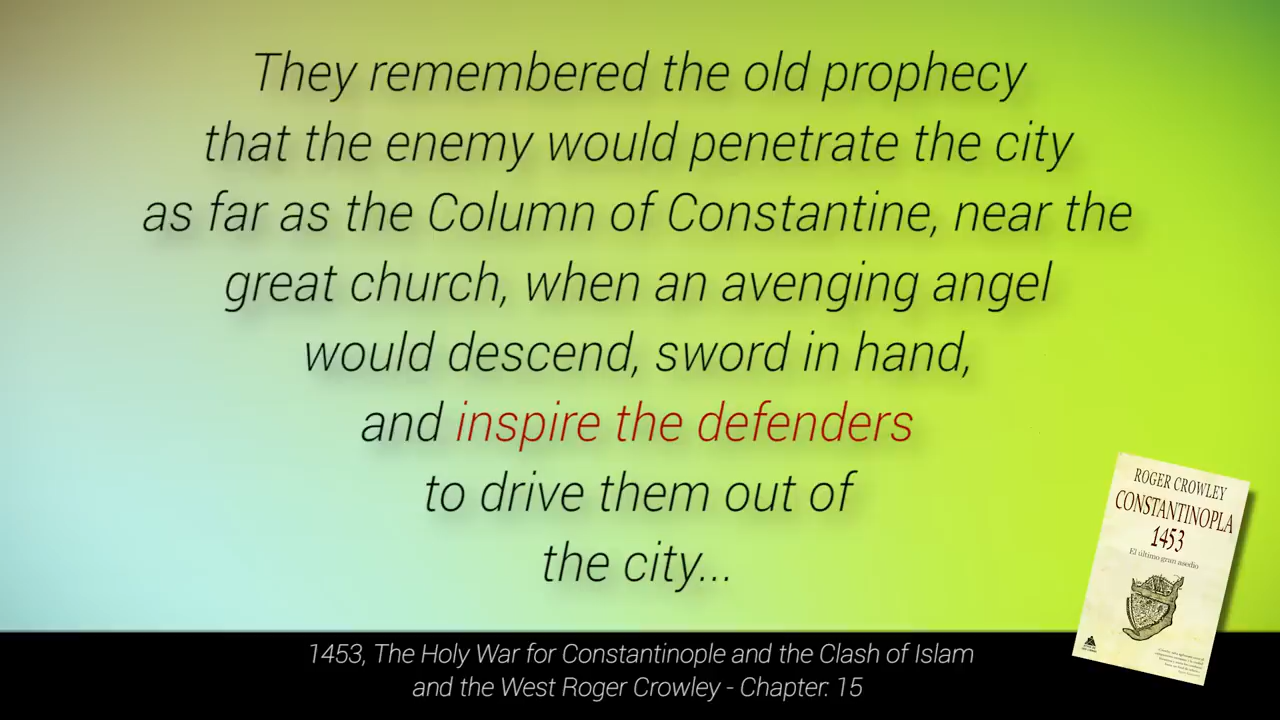 They remembered the old prophecy
that the enemy would penetrate the city
as far as the Column of Constantine, near the
great church, when an avenging angel
would descend, sword in hand,
and inspire the defenders
to drive them out of
the city...
ROGER CROWLEY
CONSTANTINOPLA
1453
El último gran asedio
1453, The Holy War for Constantinople and the Clash of Islam
and the West Roger Crowley - Chapter: 15